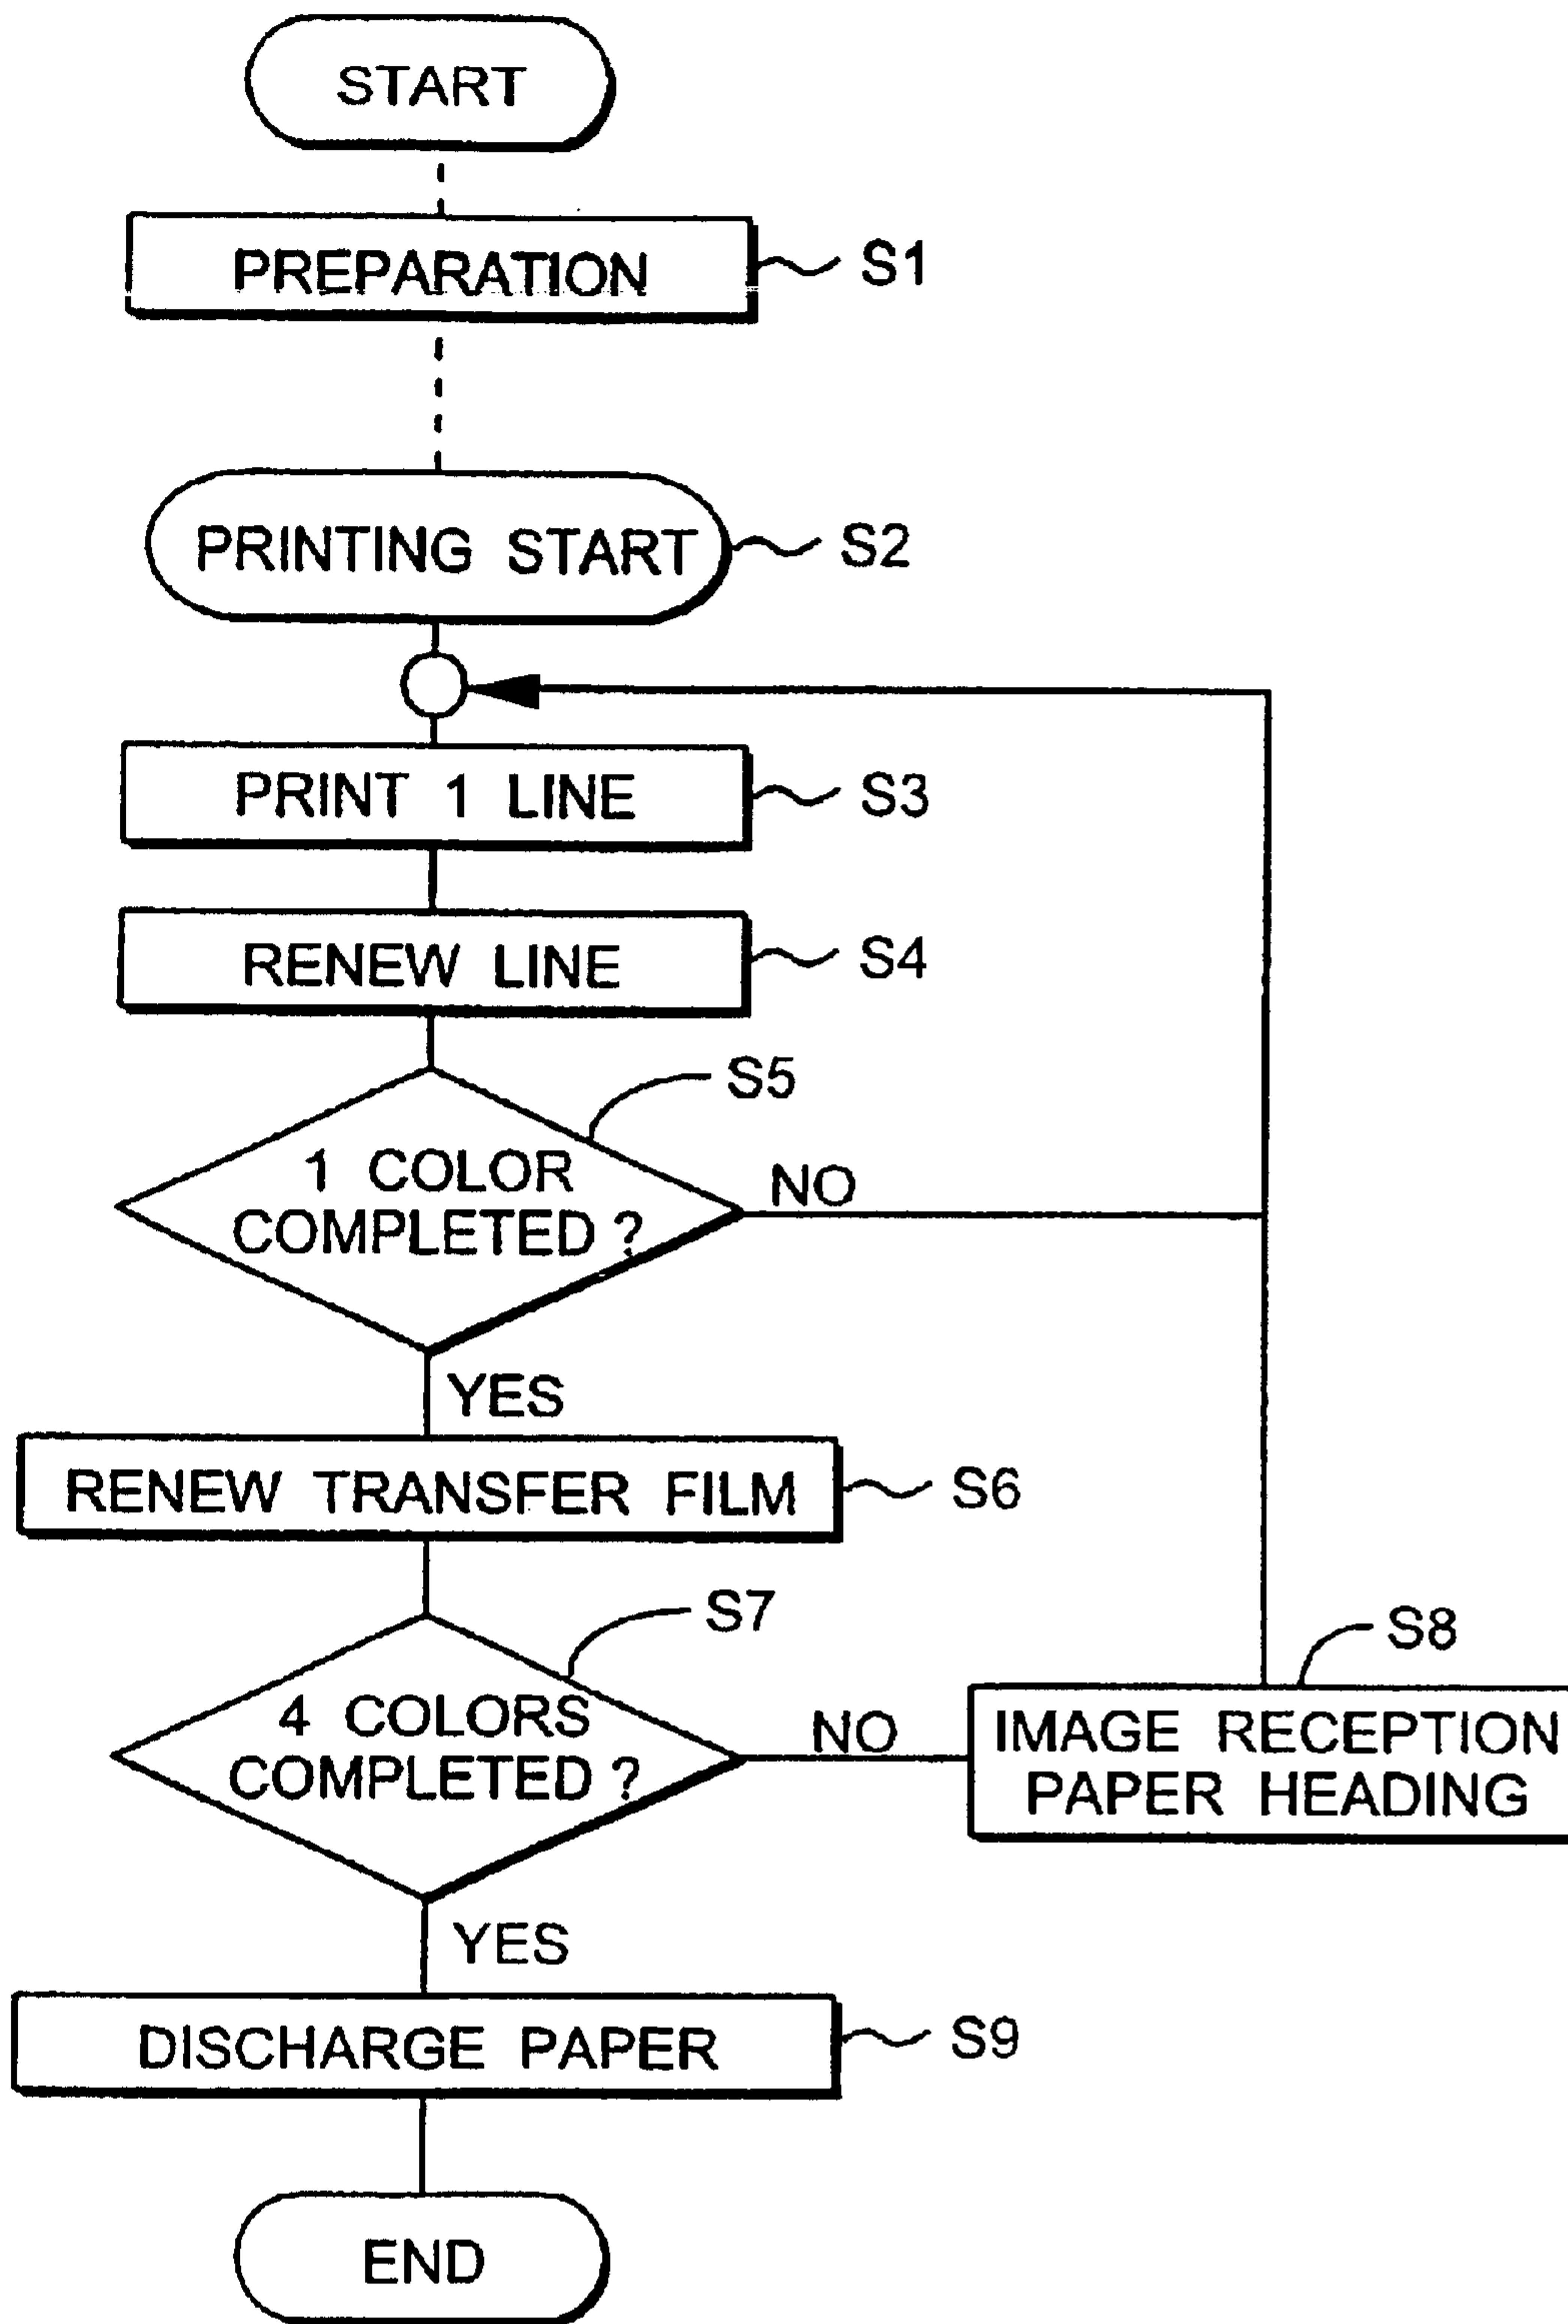 START
PREPARATION
S1
PRINTING START
S2
PRINT 1 LINE
S3
RENEW LINE
S4
S5
1 COLOR
COMPLETED ?
NO
YES
RENEW TRANSFER FILM
S6
S7
4 COLORS
COMPLETED ?
NO
S8
IMAGE RECEPTION
PAPER HEADING
YES
DISCHARGE PAPER
S9
END